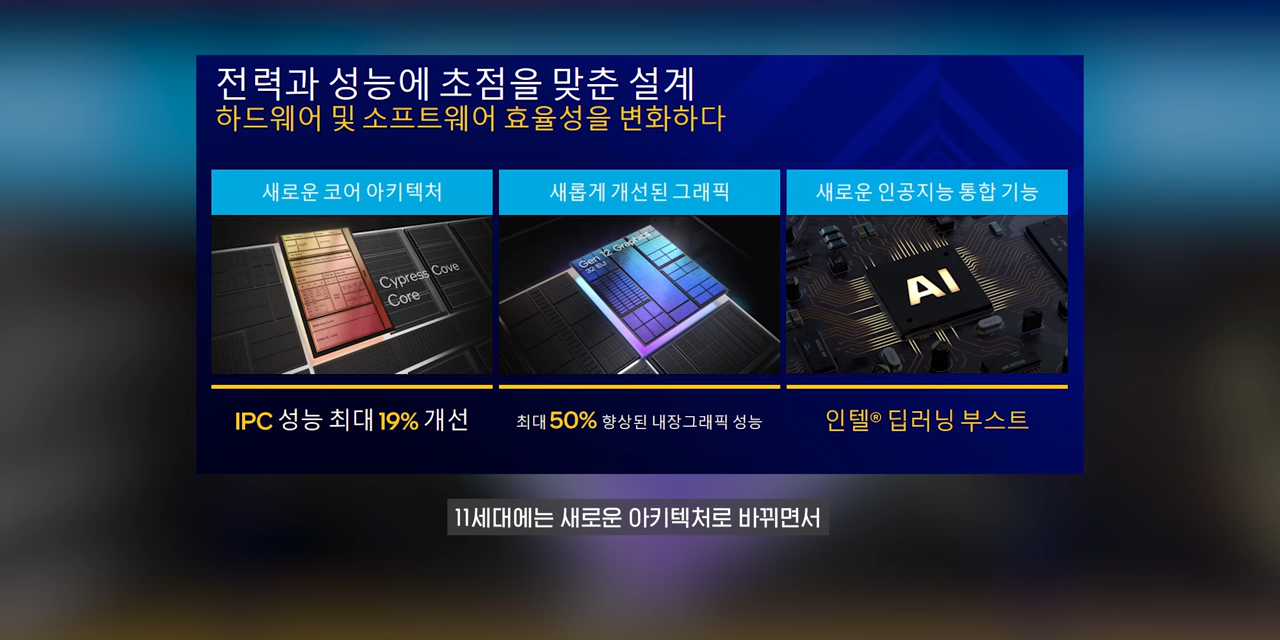 전력과 성능에 초점을 맞춘 설계
하드웨어 및 소프트웨어 효율성을 변화하다
새로운 코어 아키텍처
새롭게 개선된 그래픽
새로운 인공지능 통합 기능
Cypress Cove
Core
Gen 12 Graphics
32 EU
AI
IPC 성능 최대 19% 개선
최대 50% 향상된 내장그래픽 성능
인텔® 딥러닝 부스트
11세대에는 새로운 아키텍처로 바뀌면서